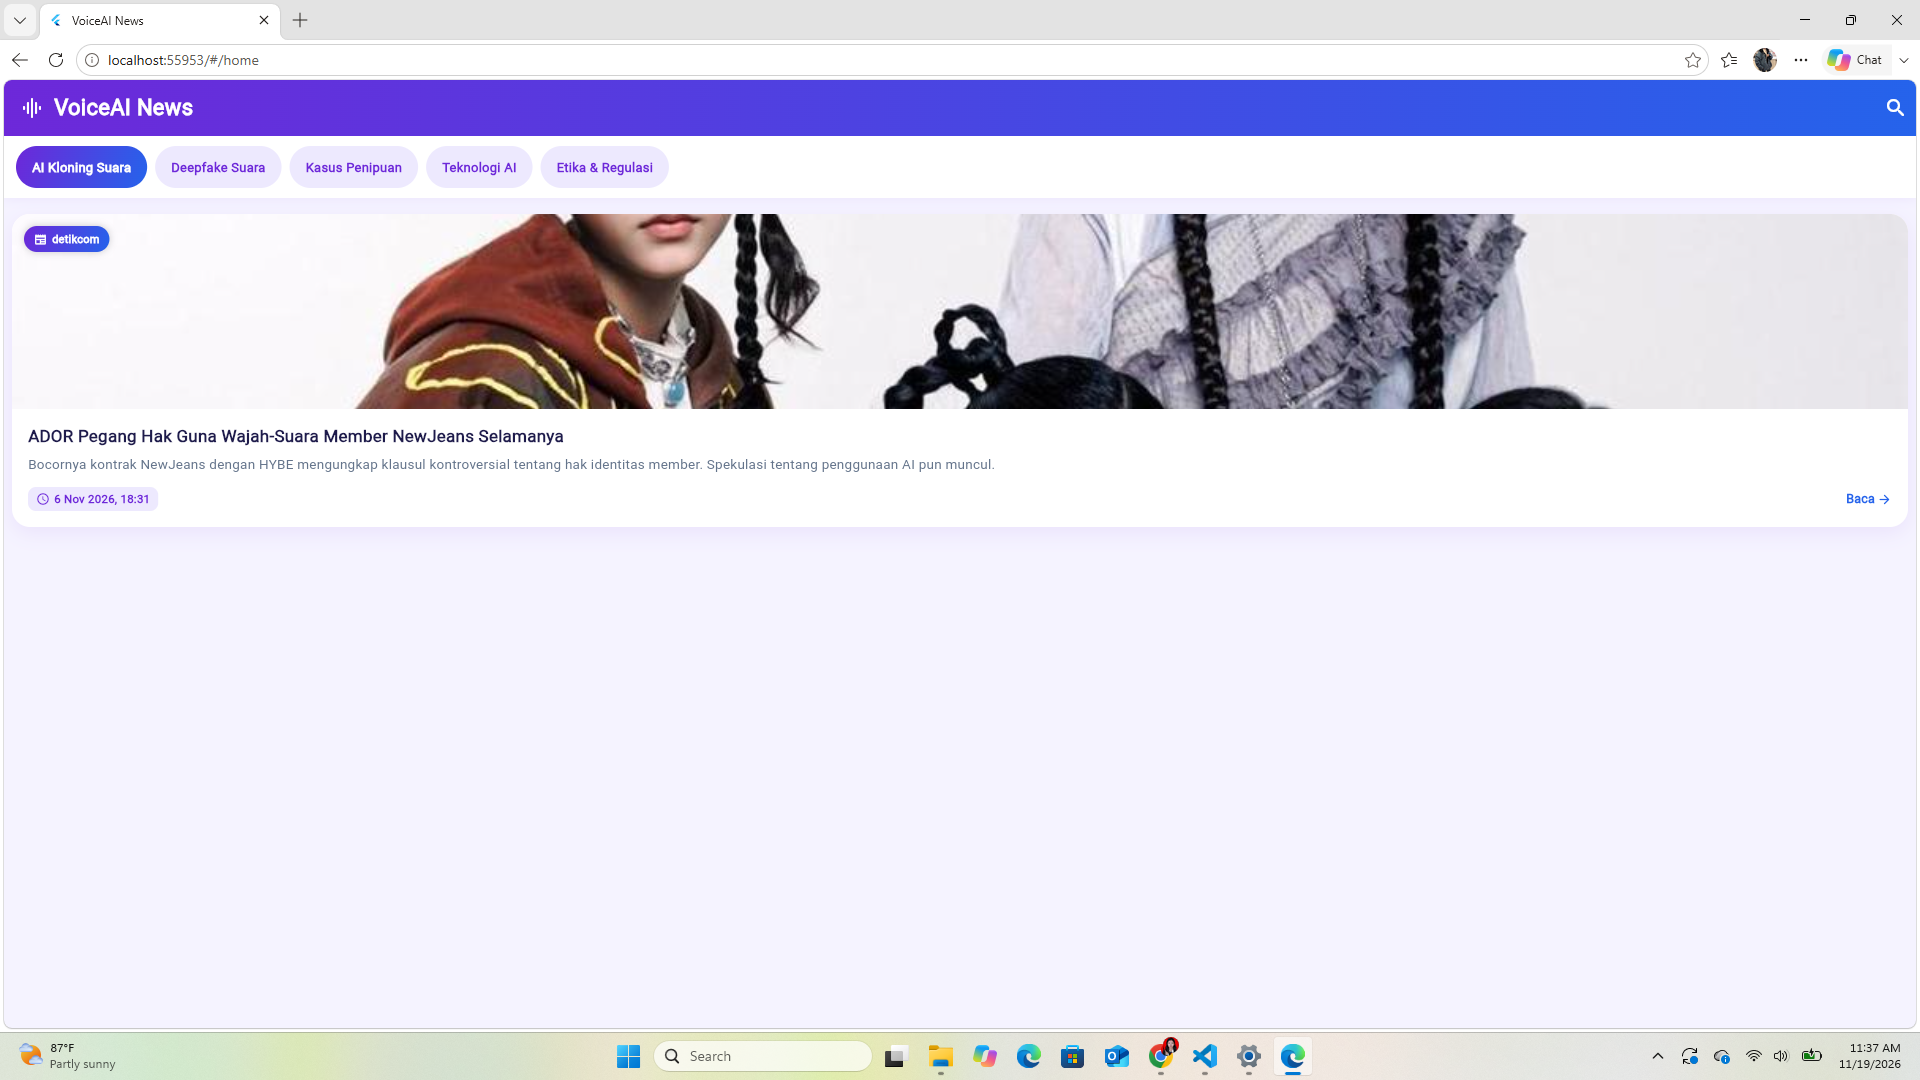 VoiceAI News
localhost:55953/#/home
Chat
VoiceAI News
AI Kloning Suara
Deepfake Suara
Kasus Penipuan
Teknologi AI
Etika & Regulasi
detikcom
ADOR Pegang Hak Guna Wajah-Suara Member NewJeans Selamanya
Bocornya kontrak NewJeans dengan HYBE mengungkap klausul kontroversial tentang hak identitas member. Spekulasi tentang penggunaan AI pun muncul.
6 Nov 2026, 18:31
Baca →
87°F
Partly sunny
Search
11:37 AM
11/19/2026